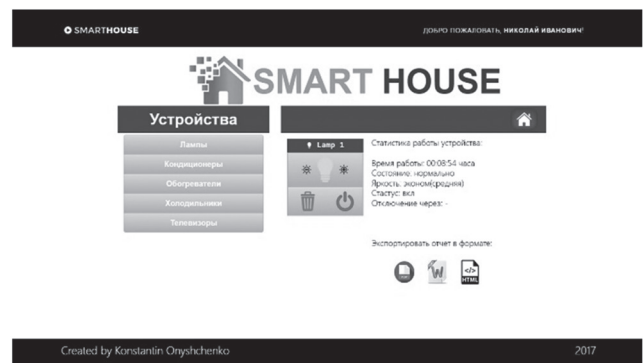 SMARTHOUSE
ДОБРО ПОЖАЛОВАТЬ, НИКОЛАЙ ИВАНОВИЧ!
SMART HOUSE
Устройства
Лампы
Кондиционеры
Обогреватели
Холодильники
Телевизоры
Lamp 1
Статистика работы устройства:
Время работы: 00:08:54 часа
Состояние: нормально
Яркость: эконом(средняя)
Стастус: вкл
Отключение через: -
Экспортировать отчет в формате:
W
HTML
Created by Konstantin Onyshchenko
2017